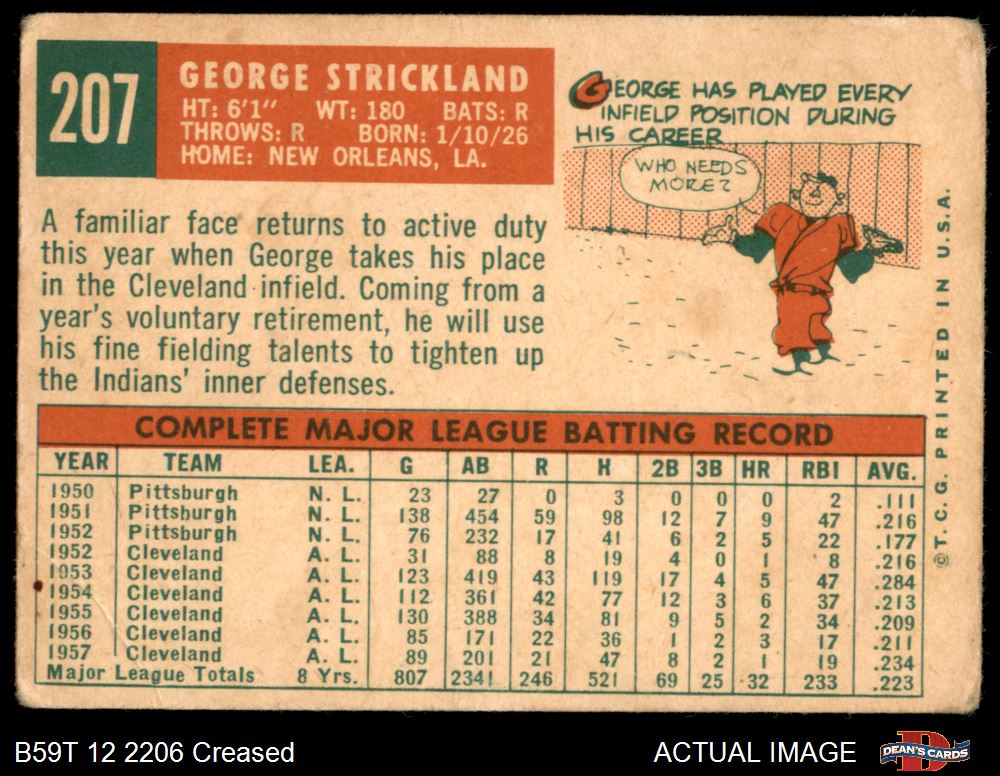 207
GEORGE STRICKLAND
HT: 6'1" WT: 180 BATS: R
THROWS: R BORN: 1/10/26
HOME: NEW ORLEANS, LA.
GEORGE HAS PLAYED EVERY
INFIELD POSITION DURING
HIS CAREER
WHO NEEDS
MORE?
A familiar face returns to active duty
this year when George takes his place
in the Cleveland infield. Coming from a
year's voluntary retirement, he will use
his fine fielding talents to tighten up
the Indians' inner defenses.
©T.C.G. PRINTED IN U.S.A.
COMPLETE MAJOR LEAGUE BATTING RECORD
YEAR TEAM LEA. G AB R H 2B 3B HR RBI AVG.
1950 Pittsburgh N. L. 23 27 0 3 0 0 0 2 .111
1951 Pittsburgh N. L. 138 454 59 98 12 7 9 47 .216
1952 Pittsburgh N. L. 76 232 17 41 6 2 5 22 .177
1952 Cleveland A. L. 31 88 8 19 4 0 1 8 .216
1953 Cleveland A. L. 123 419 43 119 17 4 5 47 .284
1954 Cleveland A. L. 112 361 42 77 12 3 6 37 .213
1955 Cleveland A. L. 130 388 34 81 9 5 2 34 .209
1956 Cleveland A. L. 85 171 22 36 1 2 3 17 .211
1957 Cleveland A. L. 89 201 21 47 8 2 1 19 .234
Major League Totals 8 Yrs. 807 2341 246 521 69 25 32 233 .223
B59T 12 2206 Creased
ACTUAL IMAGE
DEAN'S CARDS